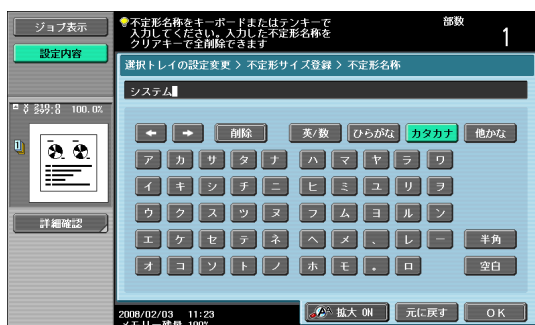 ジョブ表示
設定内容
不定形名称をキーボードまたはテンキーで
入力してください。入力した不定形名称を
クリアキーで全削除できます
部数
1
選択トレイの設定変更 > 不定形サイズ登録 > 不定形名称
システム
100.0%
詳細確認
← → 削除 英/数 ひらがな カタカナ 他かな
ア カ サ タ ナ ハ マ ヤ ラ ワ
イ キ シ チ ニ ヒ ミ ユ リ ヲ
ウ ク ス ツ ヌ フ ム ヨ ル ン
エ ケ セ テ ネ ヘ メ 、 レ ー 半角
オ コ ソ ト ノ ホ モ 。 ロ 空白
2008/02/03 11:23
メモリー残量 100%
拡大 ON 元に戻す OK